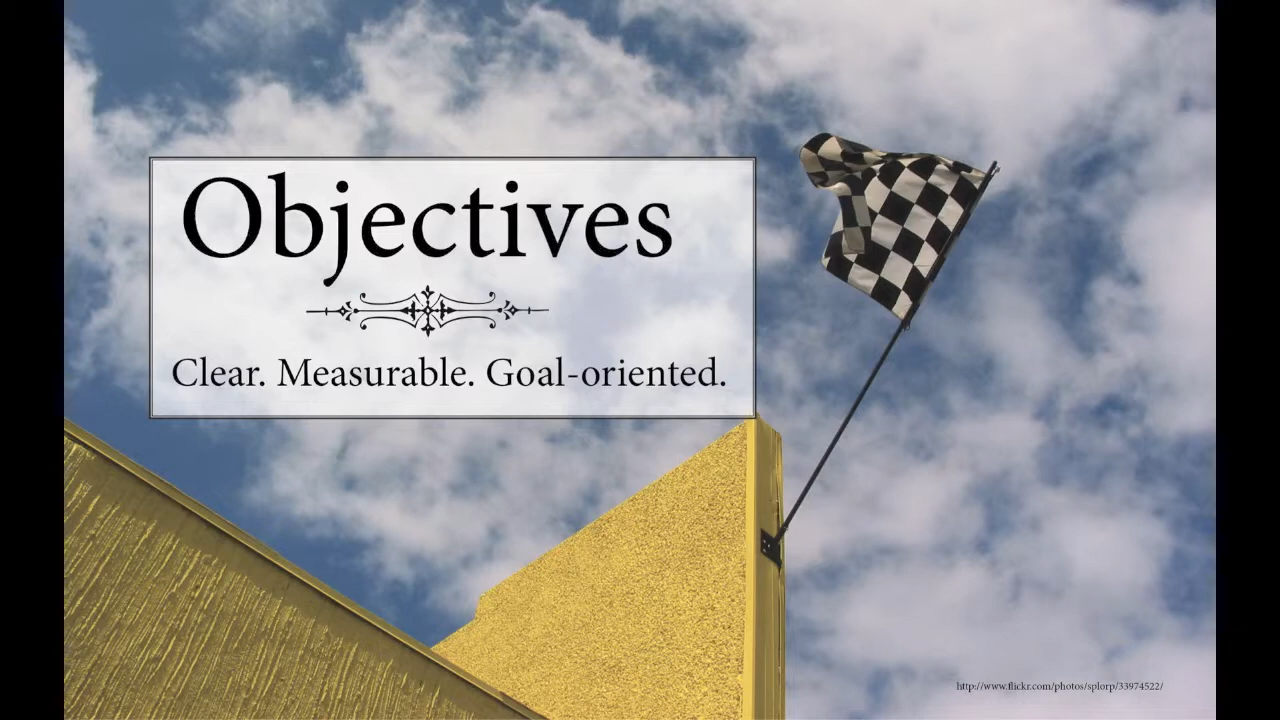 Objectives
Clear. Measurable. Goal-oriented.
http://www.flickr.com/photos/splorp/33974522/